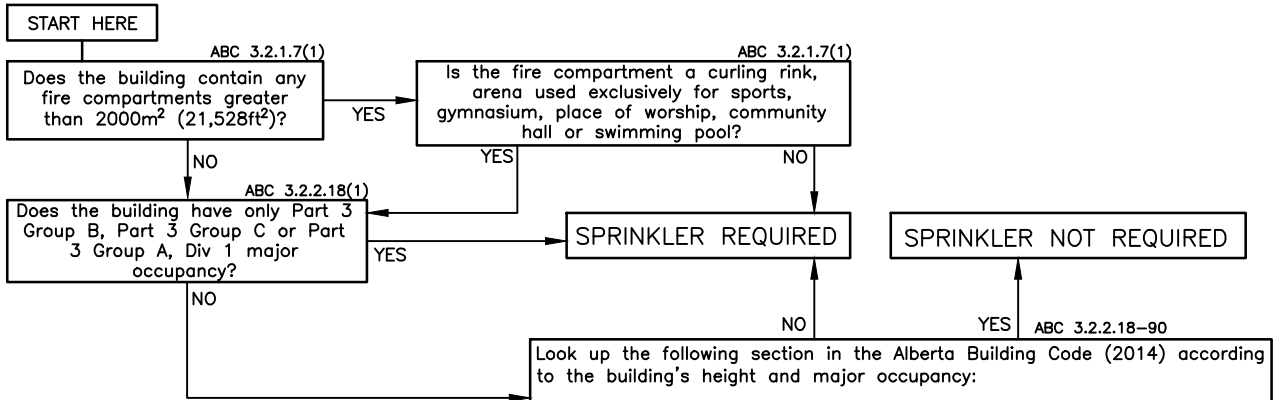 START HERE
ABC 3.2.1.7(1)
Does the building contain any
fire compartments greater
than 2000m² (21,528ft²)?
YES
NO
ABC 3.2.1.7(1)
Is the fire compartment a curling rink,
arena used exclusively for sports,
gymnasium, place of worship, community
hall or swimming pool?
YES
NO
ABC 3.2.2.18(1)
Does the building have only Part 3
Group B, Part 3 Group C or Part
3 Group A, Div 1 major
occupancy?
YES
NO
SPRINKLER REQUIRED
SPRINKLER NOT REQUIRED
NO
YES
ABC 3.2.2.18-90
Look up the following section in the Alberta Building Code (2014) according
to the building's height and major occupancy: